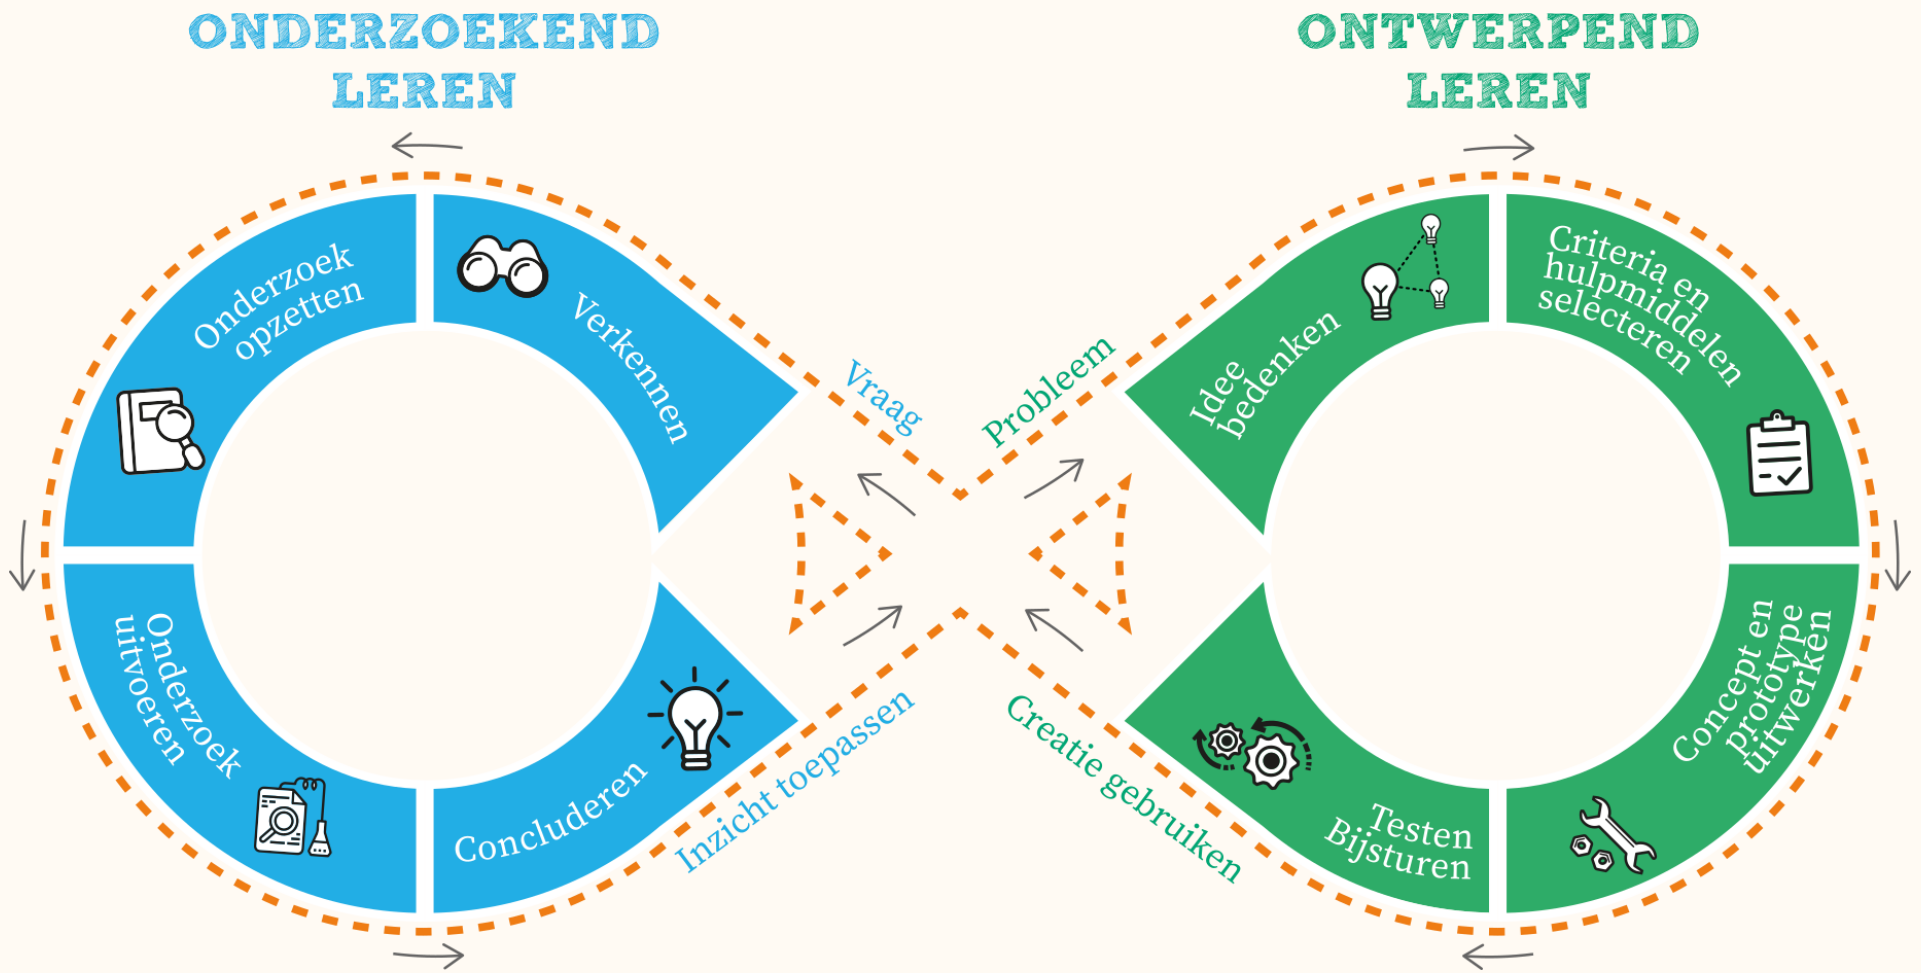 ONDERZOEKEND
LEREN
ONTWERPEND
LEREN
Verkennen
Onderzoek
opzetten
Onderzoek
uitvoeren
Concluderen
Vraag
Inzicht toepassen
Probleem
Creatie gebruiken
Idee
bedenken
Criteria en
hulpmiddelen
selecteren
Concept en
prototype
uitwerken
Testen
Bijsturen